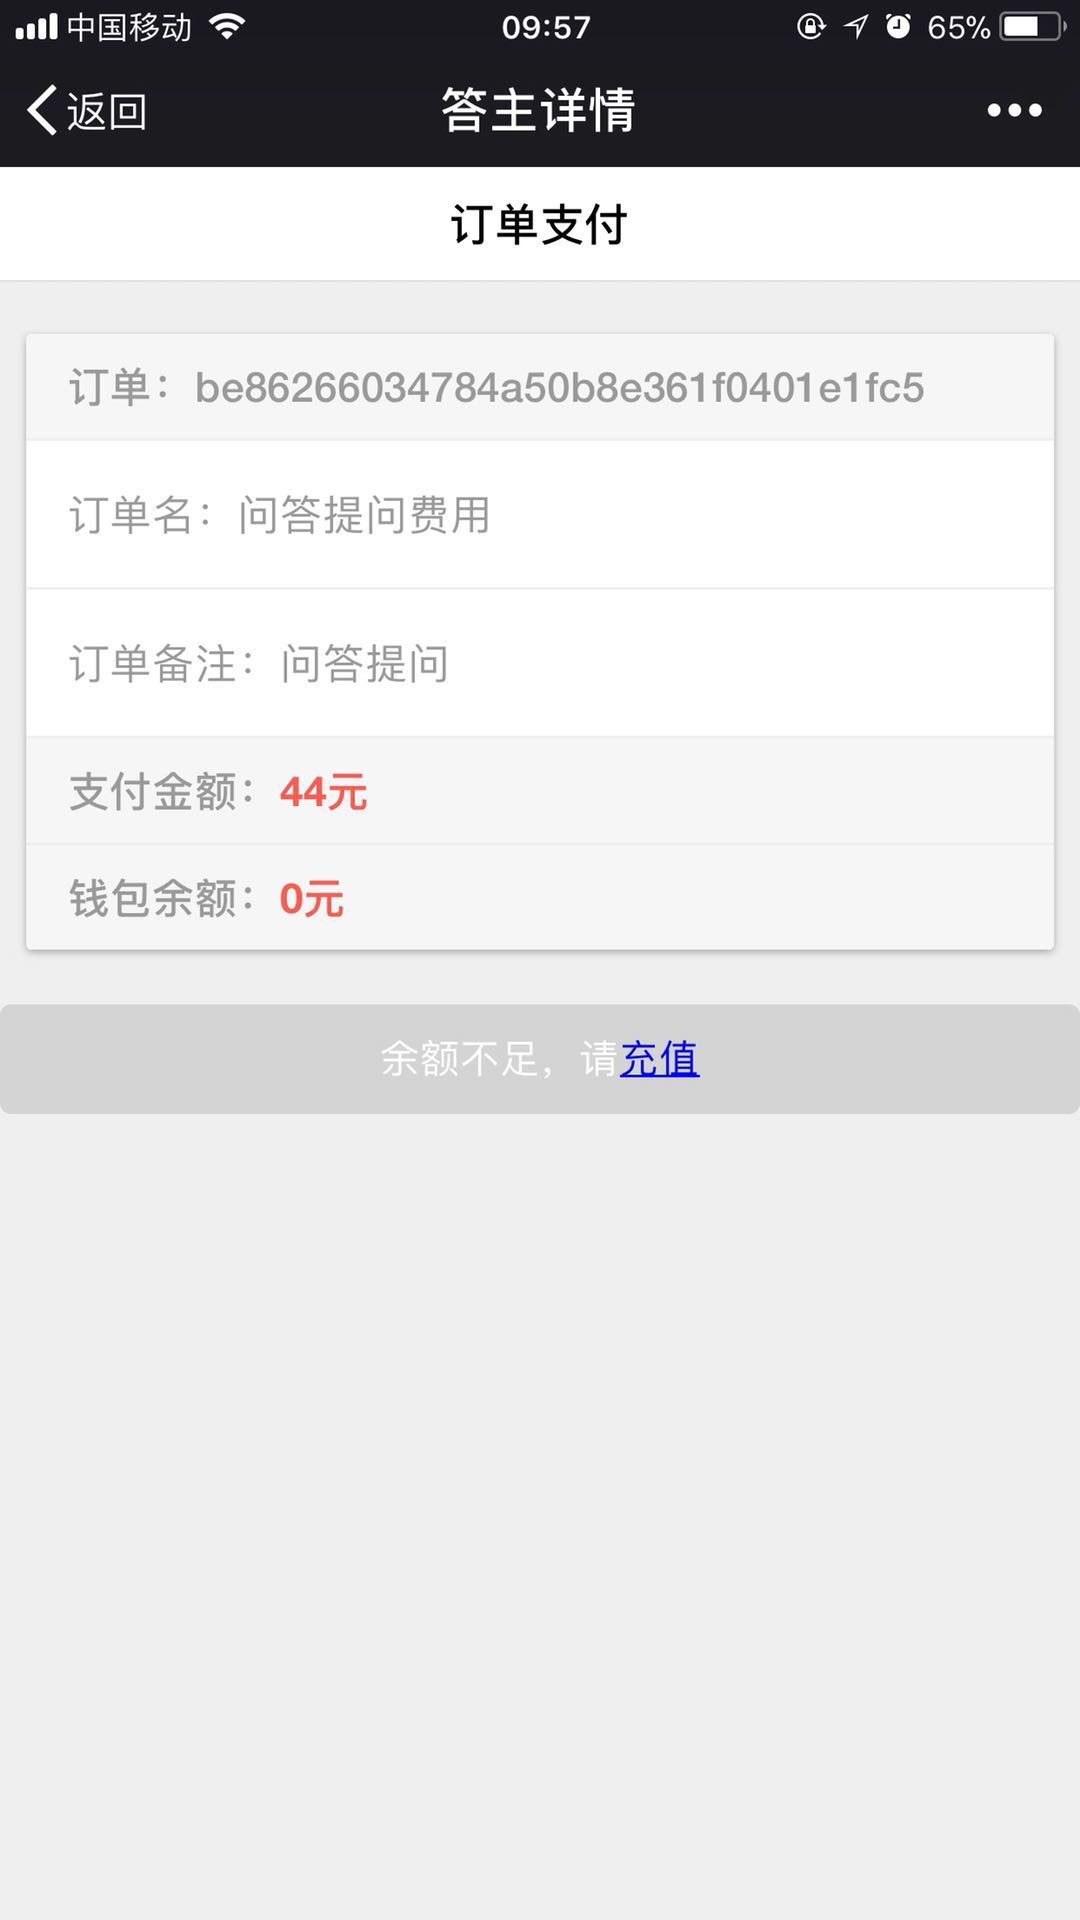 中国移动 09:57 65%
返回 答主详情
订单支付
订单：be86266034784a50b8e361f0401e1fc5
订单名：问答提问费用
订单备注：问答提问
支付金额：44元
钱包余额：0元
余额不足，请充值